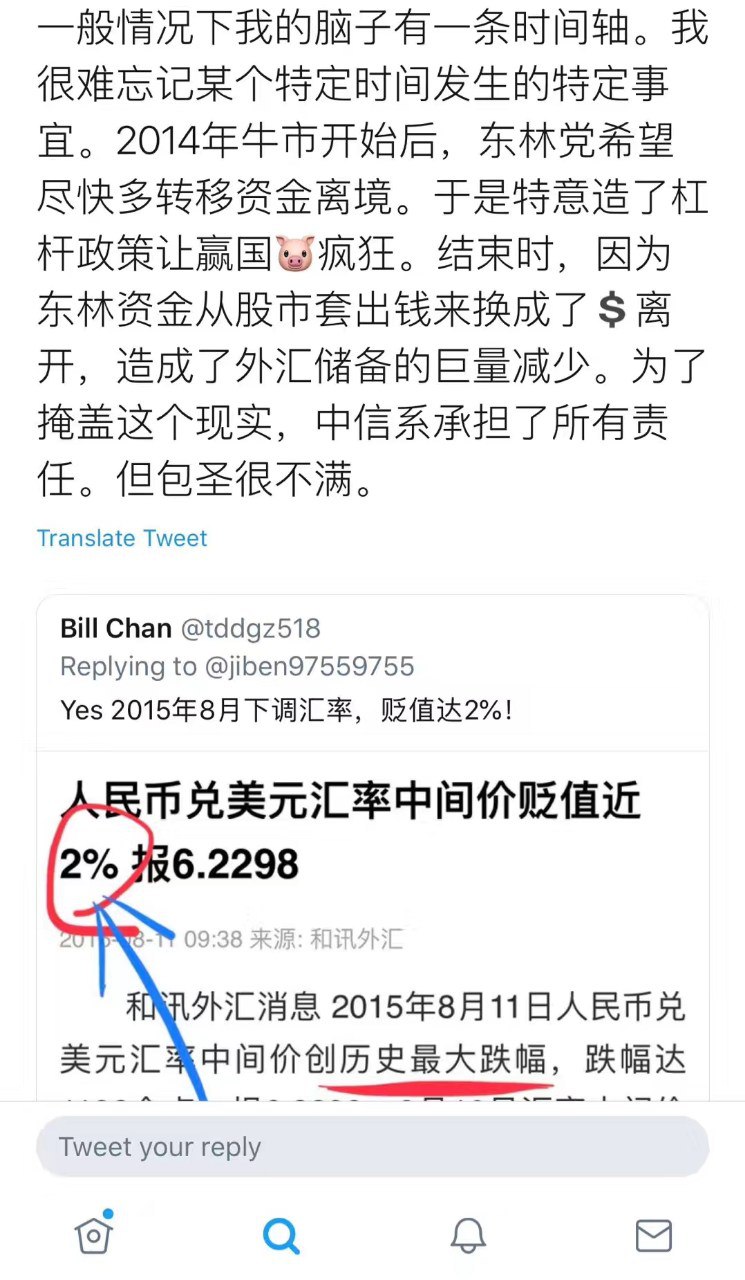 一般情况下我的脑子有一条时间轴。我
很难忘记某个特定时间发生的特定事
宜。2014年牛市开始后，东林党希望
尽快多转移资金离境。于是特意造了杠
杆政策让赢国🐷疯狂。结束时，因为
东林资金从股市套出钱来换成了💲离
开，造成了外汇储备的巨量减少。为了
掩盖这个现实，中信系承担了所有责
任。但包圣很不满。
Translate Tweet
Bill Chan @tddgz518
Replying to @jiben97559755
Yes 2015年8月下调汇率，贬值达2%！
人民币兑美元汇率中间价贬值近
2% 报6.2298
2015-08-11 09:38 来源: 和讯外汇
和讯外汇消息 2015年8月11日人民币兑
美元汇率中间价创历史最大跌幅，跌幅达
Tweet your reply